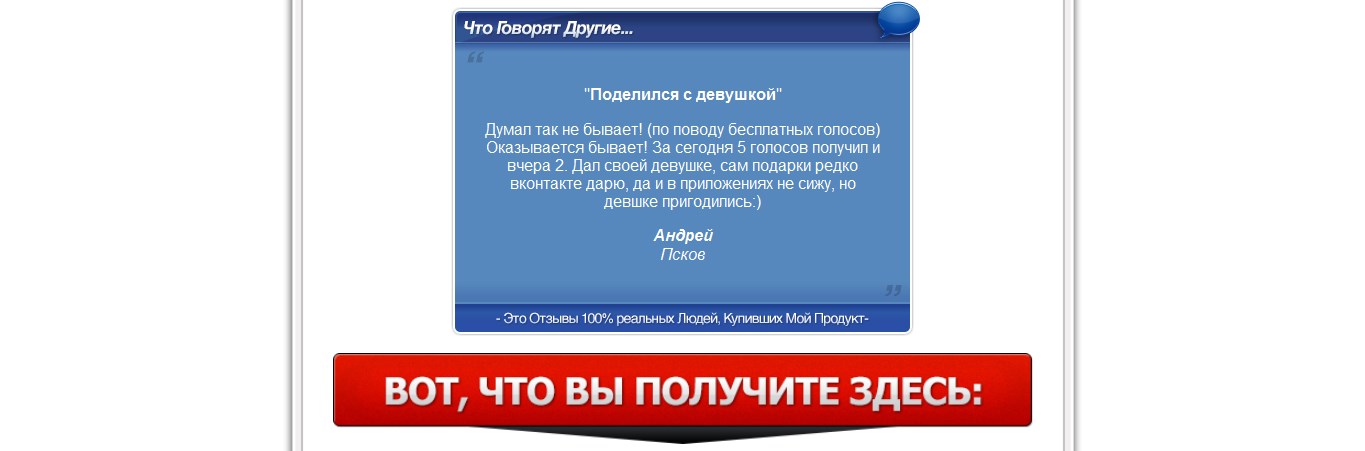 Что Говорят Другие...
"Поделился с девушкой"
Думал так не бывает! (по поводу бесплатных голосов)
Оказывается бывает! За сегодня 5 голосов получил и
вчера 2. Дал своей девушке, сам подарки редко
вконтакте дарю, да и в приложениях не сижу, но
девшке пригодились:)
Андрей
Псков
- Это Отзывы 100% реальных Людей, Купивших Мой Продукт-
ВОТ, ЧТО ВЫ ПОЛУЧИТЕ ЗДЕСЬ: